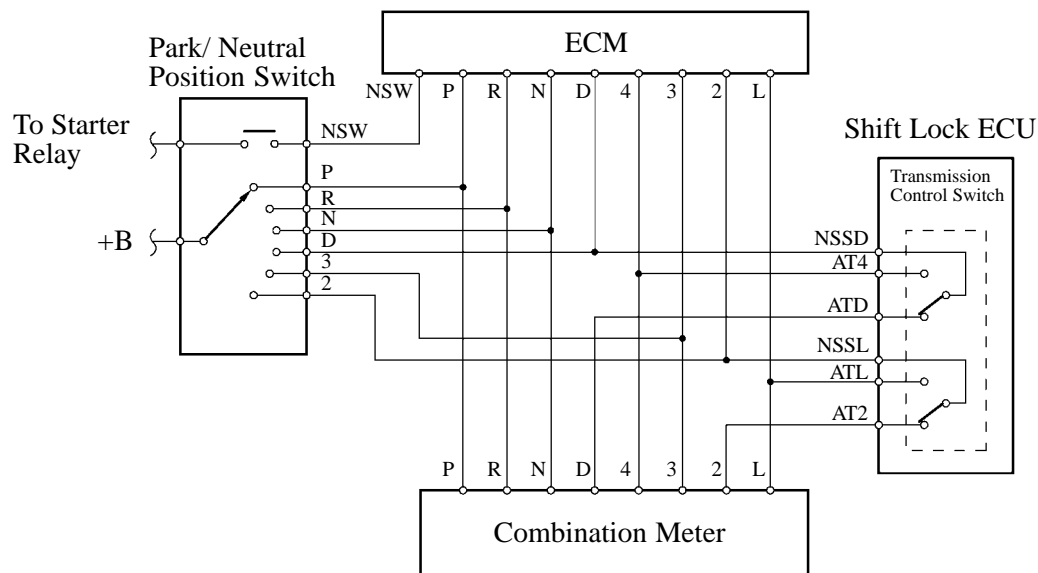 ECM
Park/ Neutral
Position Switch
NSW
P
R
N
D
4
3
2
L
To Starter
Relay
NSW
P
R
N
D
3
2
+B
Shift Lock ECU
Transmission
Control Switch
NSSD
AT4
ATD
NSSL
ATL
AT2
P
R
N
D
4
3
2
L
Combination Meter